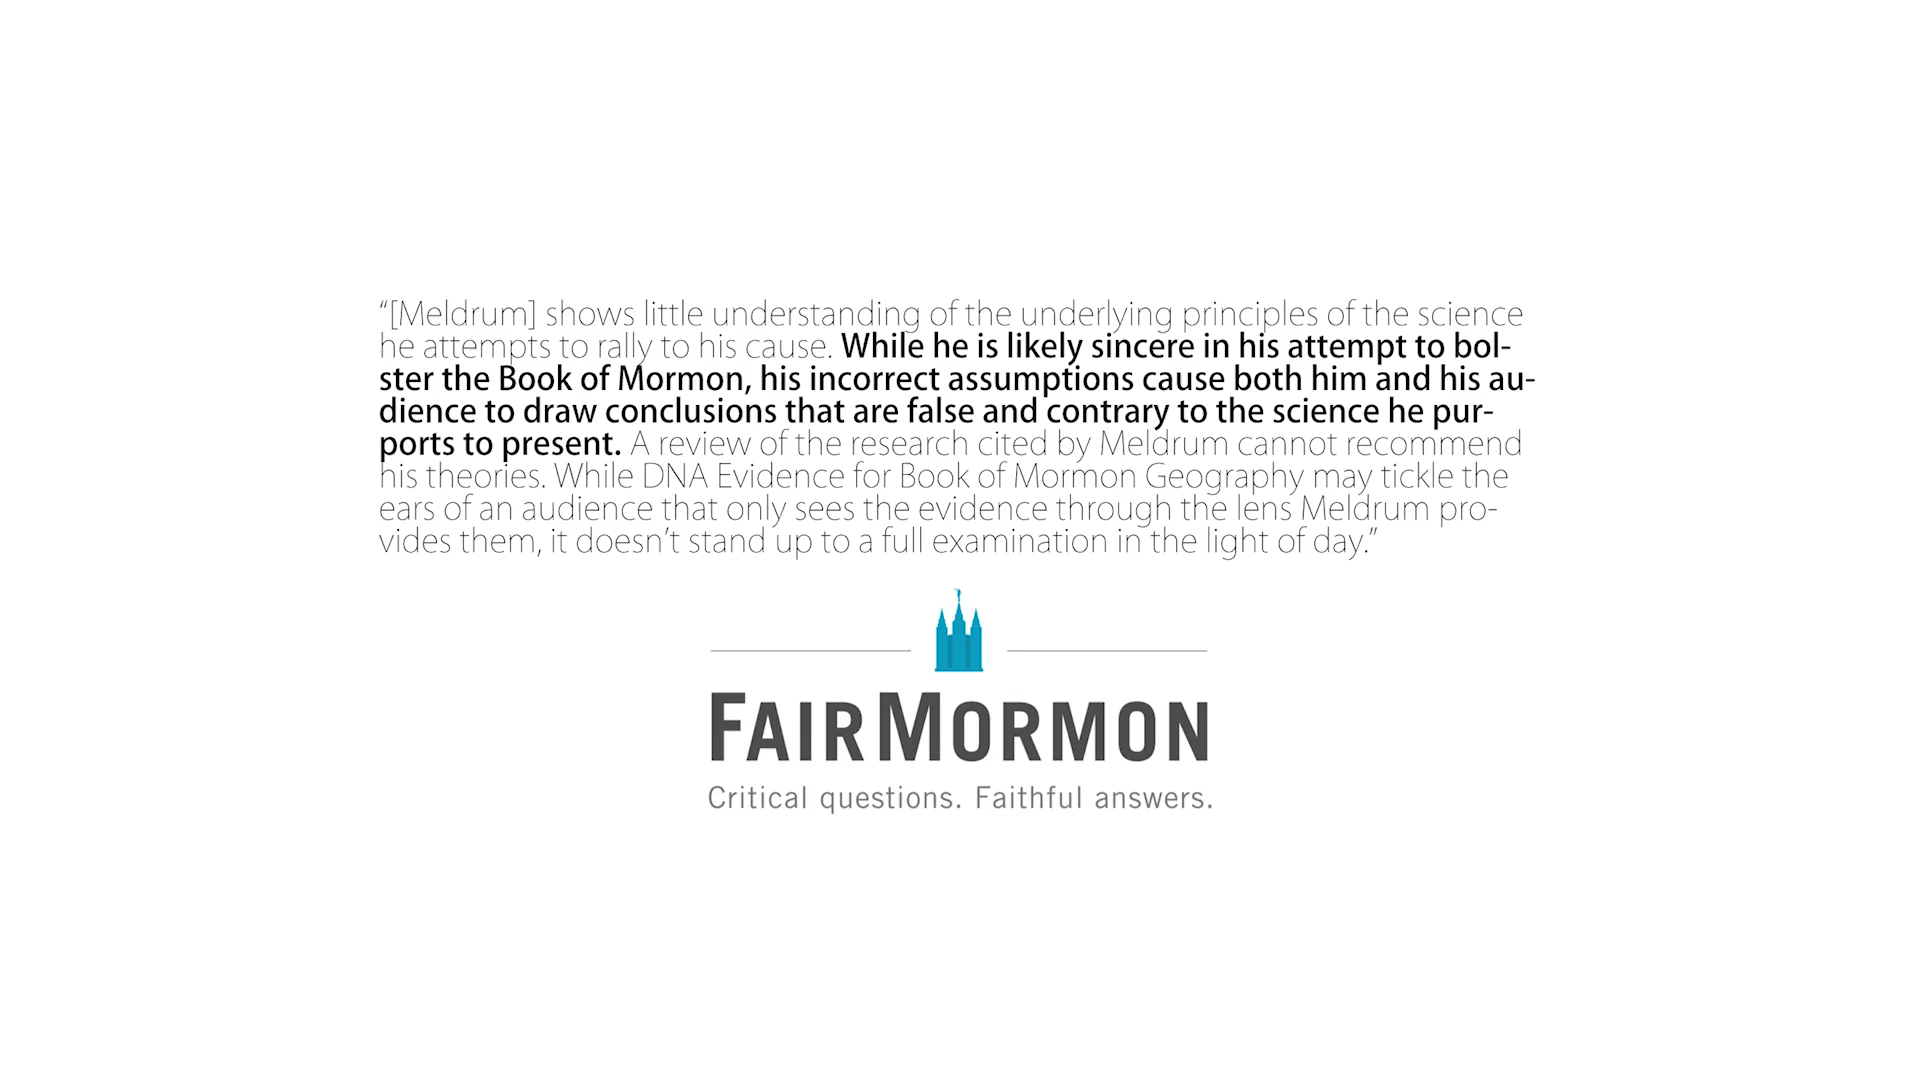 “[Meldrum] shows little understanding of the underlying principles of the science
he attempts to rally to his cause. While he is likely sincere in his attempt to bol-
ster the Book of Mormon, his incorrect assumptions cause both him and his au-
dience to draw conclusions that are false and contrary to the science he pur-
ports to present. A review of the research cited by Meldrum cannot recommend
his theories. While DNA Evidence for Book of Mormon Geography may tickle the
ears of an audience that only sees the evidence through the lens Meldrum pro-
vides them, it doesn’t stand up to a full examination in the light of day.”
FAIRMORMON
Critical questions. Faithful answers.